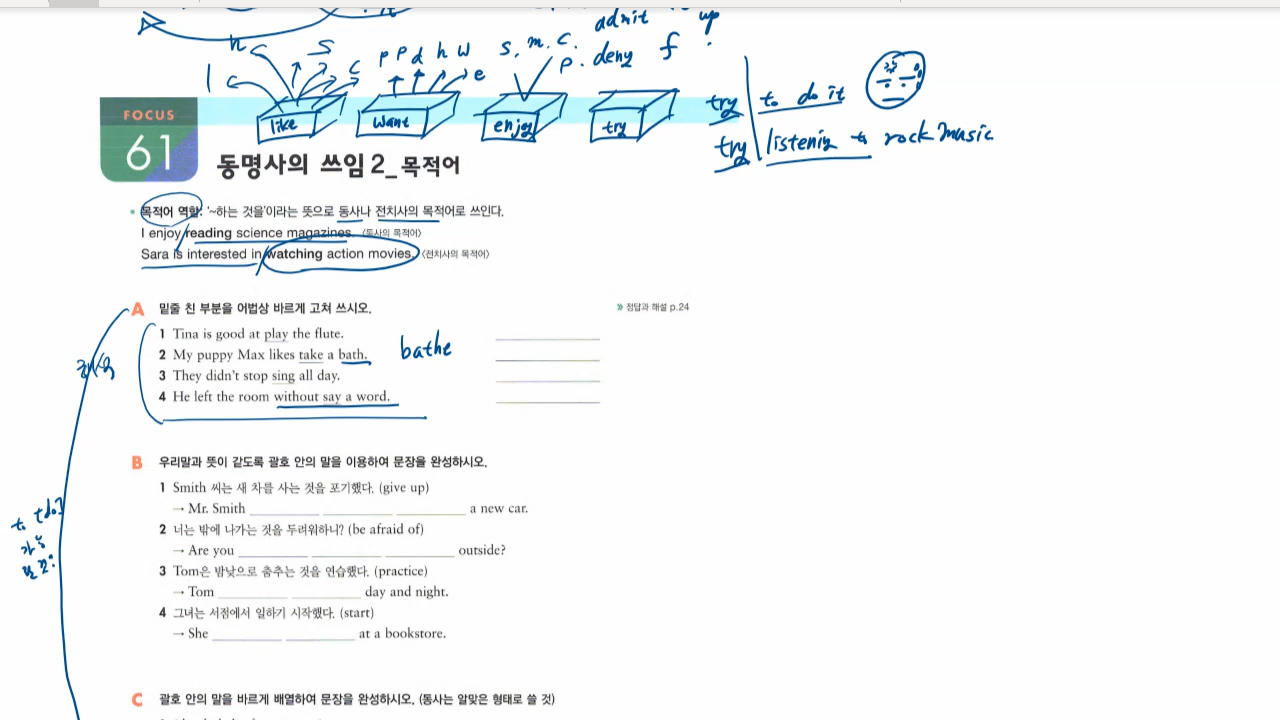 admit up
h c s c p p d h w s. m. c. p. deny f
l e
like want enjoy try
try to do it
try listening to rock music
FOCUS
61
동명사의 쓰임 2_목적어
목적어 역할: '~하는 것을'이라는 뜻으로 동사나 전치사의 목적어로 쓰인다.
I enjoy reading science magazines. 〈동사의 목적어〉
Sara is interested in watching action movies. 〈전치사의 목적어〉
A 밑줄 친 부분을 어법상 바르게 고쳐 쓰시오.
» 정답과 해설 p.24
1 Tina is good at play the flute.
2 My puppy Max likes take a bath. bathe
3 They didn't stop sing all day.
4 He left the room without say a word.
B 우리말과 뜻이 같도록 괄호 안의 말을 이용하여 문장을 완성하시오.
1 Smith 씨는 새 차를 사는 것을 포기했다. (give up)
→ Mr. Smith a new car.
2 너는 밖에 나가는 것을 두려워하니? (be afraid of)
→ Are you outside?
3 Tom은 밤낮으로 춤추는 것을 연습했다. (practice)
→ Tom day and night.
4 그녀는 서점에서 일하기 시작했다. (start)
→ She at a bookstore.
C 괄호 안의 말을 바르게 배열하여 문장을 완성하시오. (동사는 알맞은 형태로 쓸 것)